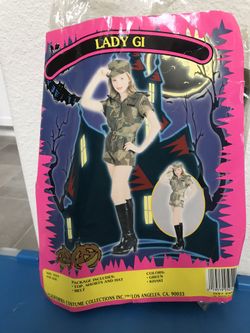 LADY GI
PACKAGE INCLUDES:
- TOP, SHORTS AND HAT
- BELT
COLORS:
- GREEN
- KHAKI
COSTUME COLLECTIONS INC. LOS ANGELES, CA. 90033